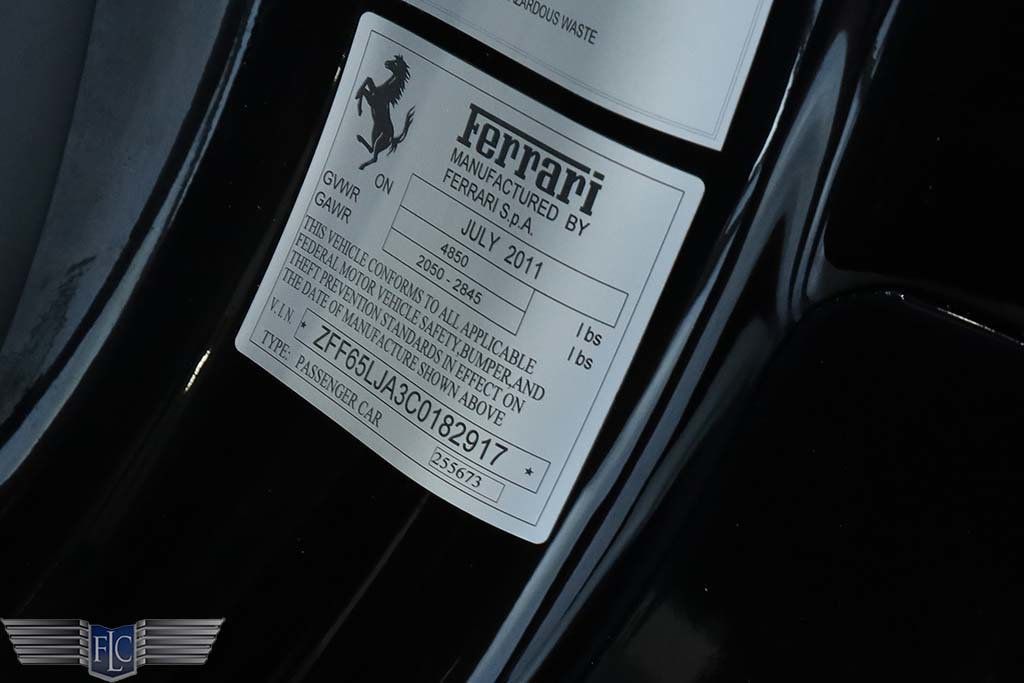 HAZARDOUS WASTE
Ferrari
MANUFACTURED BY
FERRARI S.p.A.
ON JULY 2011
GVWR 4850 lbs
GAWR 2050 - 2845 lbs
THIS VEHICLE CONFORMS TO ALL APPLICABLE
FEDERAL MOTOR VEHICLE SAFETY,BUMPER,AND
THEFT PREVENTION STANDARDS IN EFFECT ON
THE DATE OF MANUFACTURE SHOWN ABOVE
V.I.N. * ZFF65LJA3C0182917 *
TYPE: PASSENGER CAR
255673
FLC